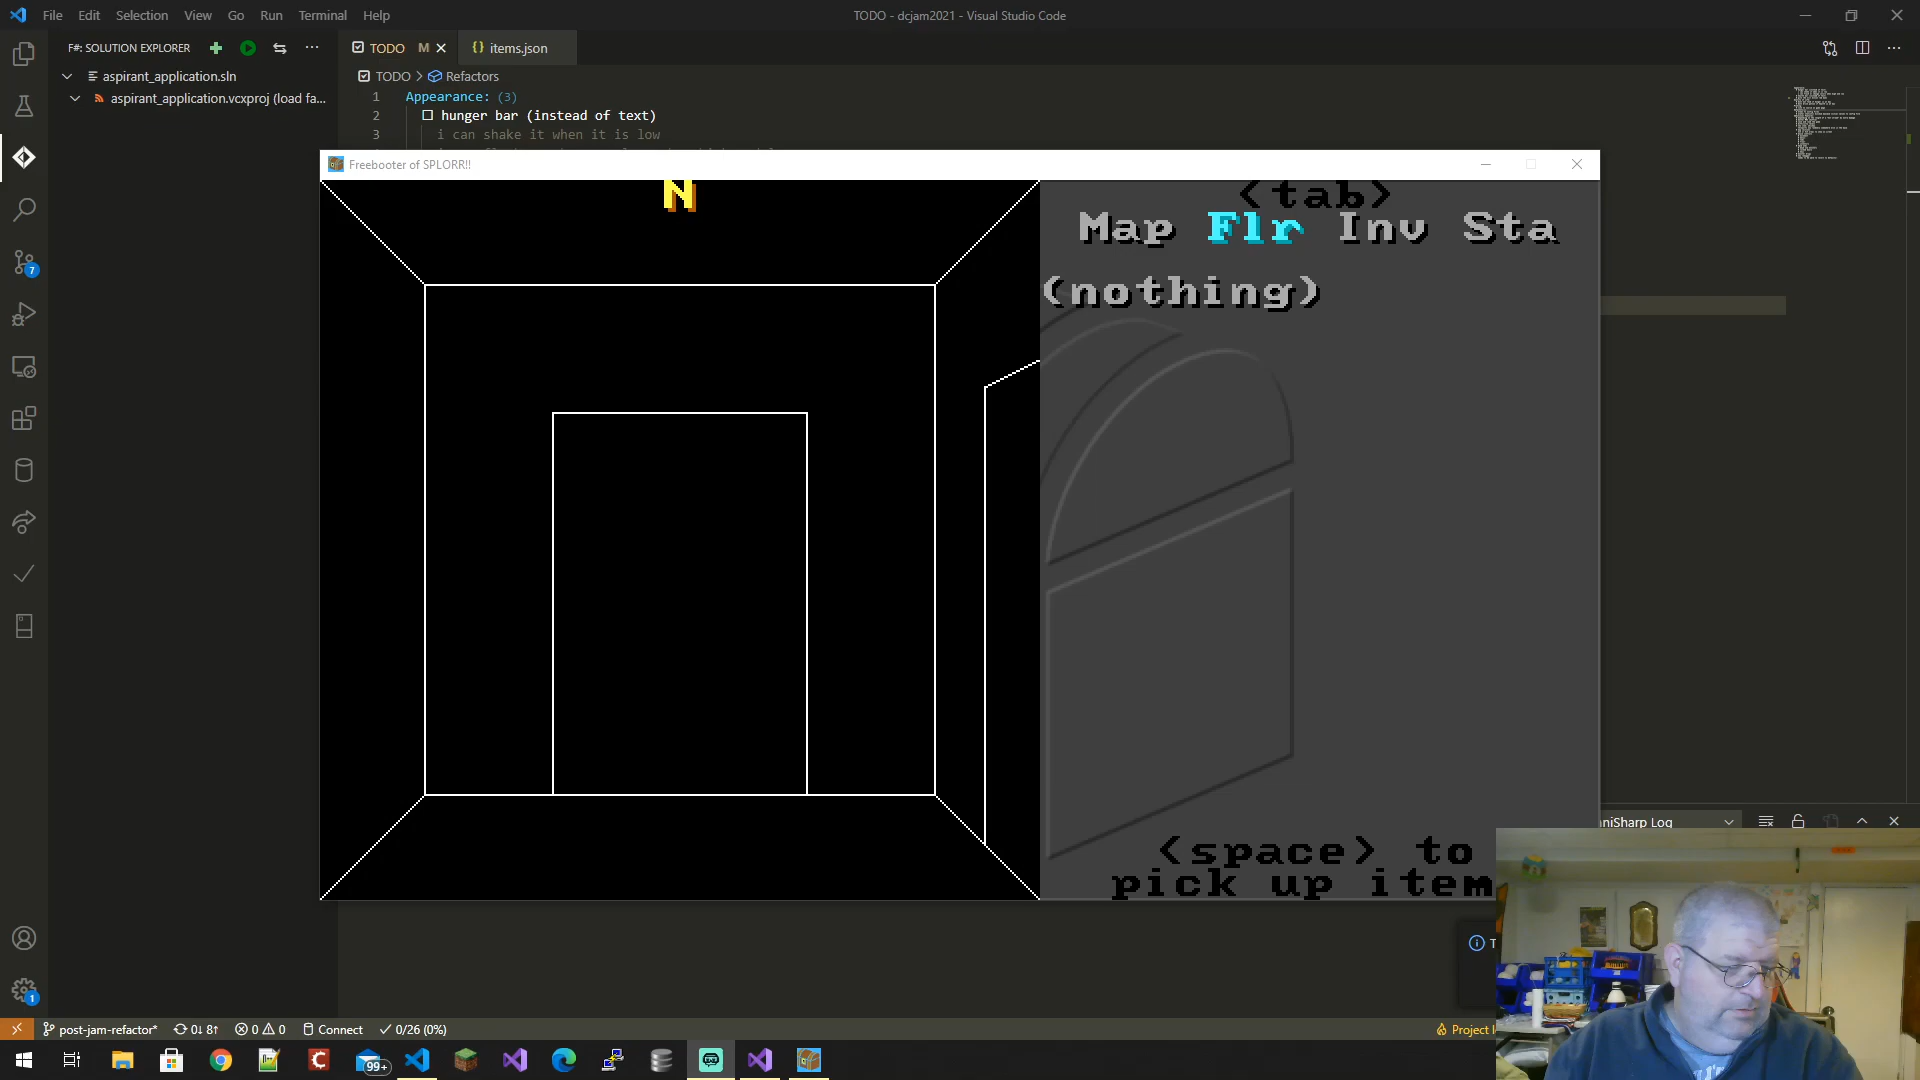 File Edit Selection View Go Run Terminal Help
TODO - dcjam2021 - Visual Studio Code
F#: SOLUTION EXPLORER
TODO M
{} items.json
aspirant_application.sln
aspirant_application.vcxproj (load fa...
TODO > Refactors
1 Appearance: (3)
2 hunger bar (instead of text)
3 i can shake it when it is low
Freebooter of SPLORR!!
N
<tab>
Map Flr Inv Sta
(nothing)
<space> to
pick up item
niSharp Log
7
1
post-jam-refactor* 0↓ 8↑ 0 0 Connect 0/26 (0%)
Project
99+